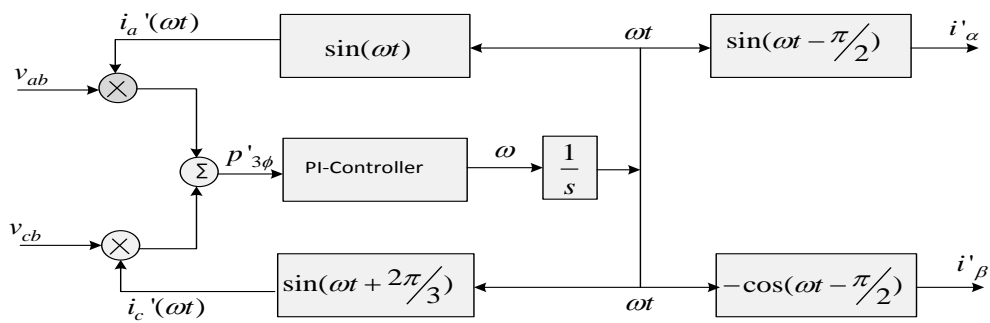 i_a'(ωt)
sin(ωt)
ωt
sin(ωt − π/2)
i'_α
v_ab
×
Σ
p'_3ϕ
PI-Controller
ω
1/s
v_cb
×
i_c'(ωt)
sin(ωt + 2π/3)
ωt
−cos(ωt − π/2)
i'_β